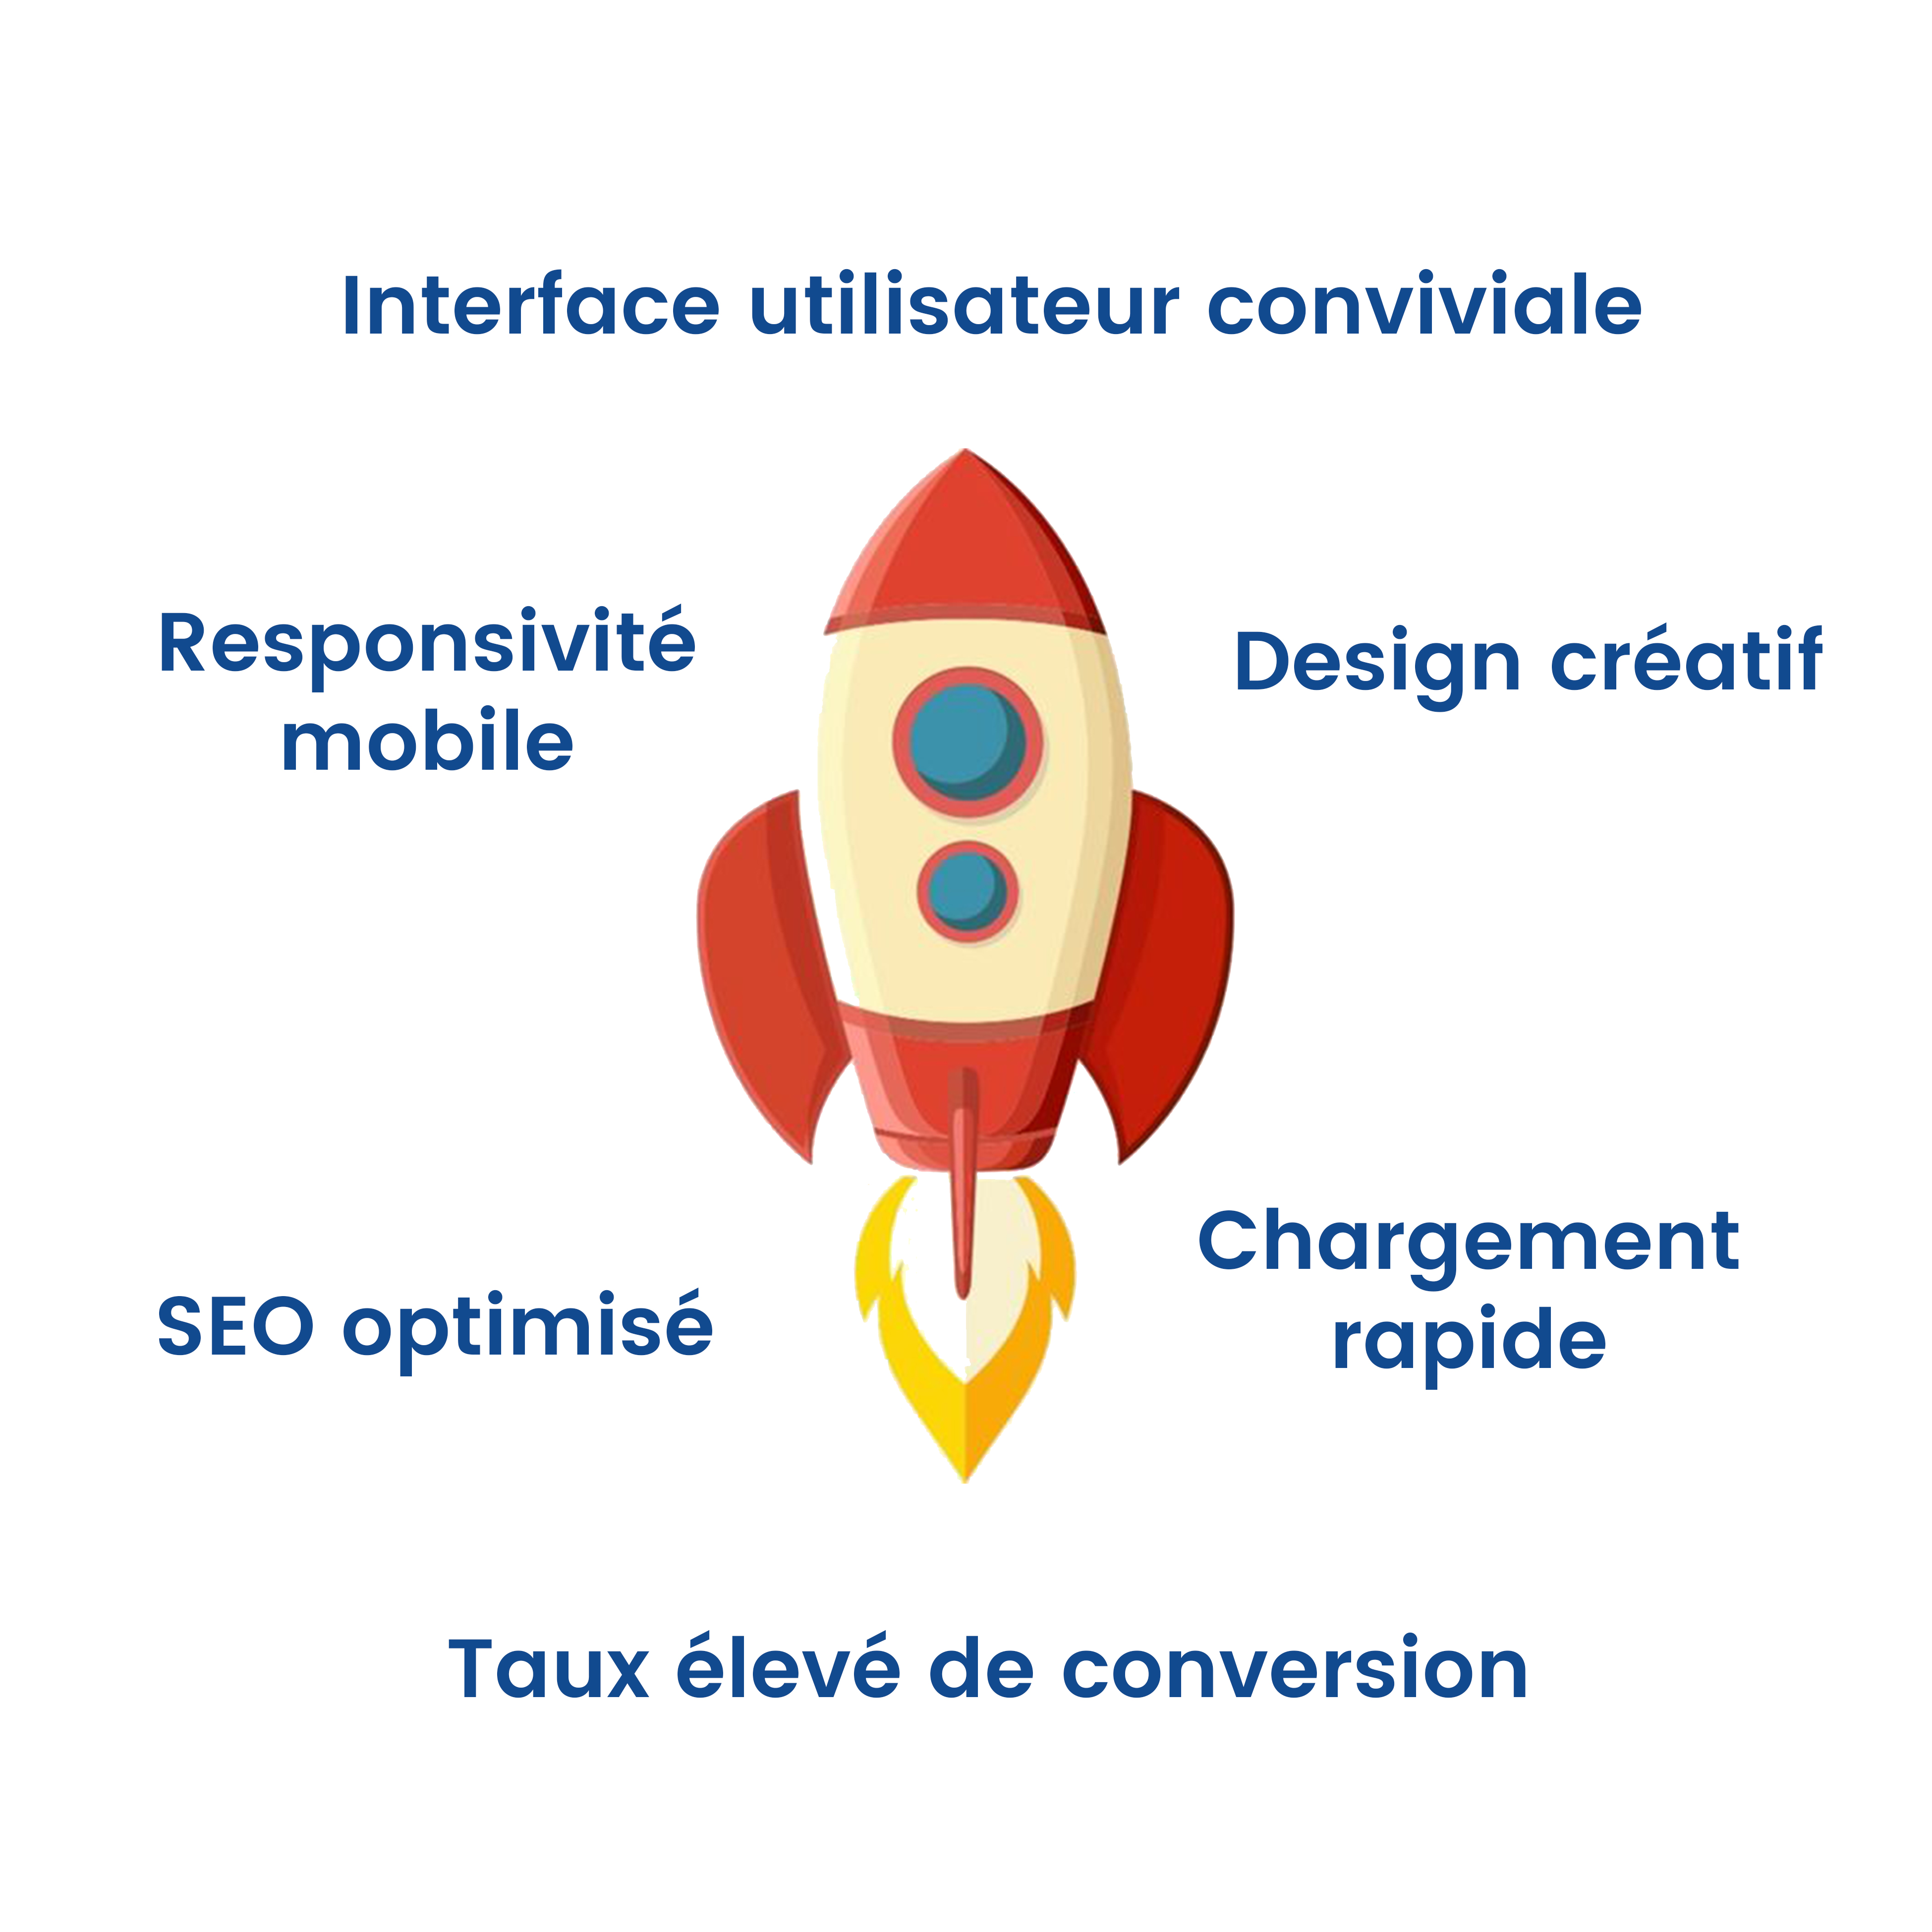 Interface utilisateur conviviale
Responsivité
mobile
Design créatif
SEO optimisé
Chargement
rapide
Taux élevé de conversion